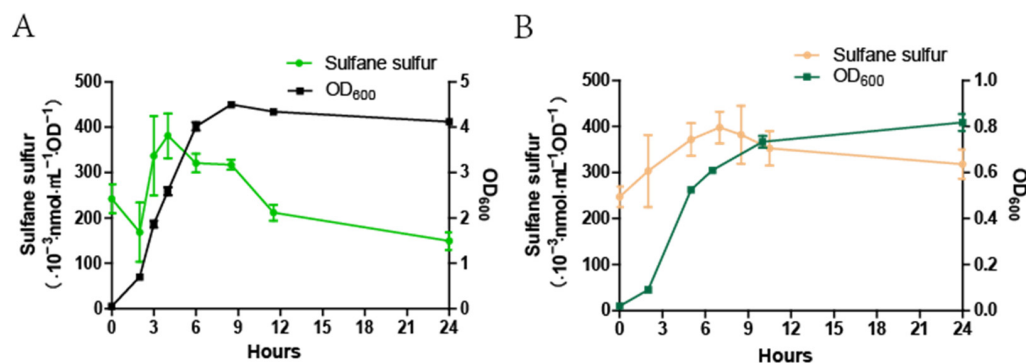 A
Sulfane sulfur
OD600
Sulfane sulfur
(·10⁻³·nmol·mL⁻¹·OD⁻¹)
500
400
300
200
100
0
5
4
3
2
1
0
OD600
0 3 6 9 12 15 18 21 24
Hours
B
Sulfane sulfur
OD600
Sulfane sulfur
(·10⁻³·nmol·mL⁻¹·OD⁻¹)
500
400
300
200
100
0
1.0
0.8
0.6
0.4
0.2
0.0
OD600
0 3 6 9 12 15 18 21 24
Hours